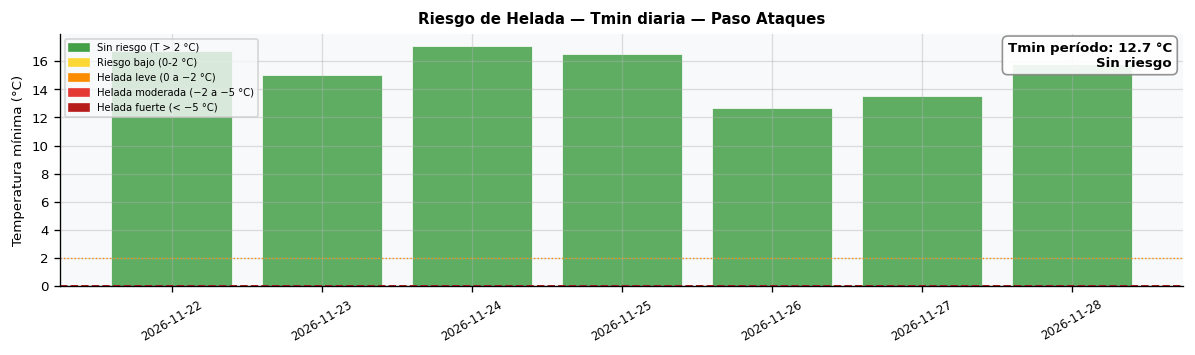 Riesgo de Helada — Tmin diaria — Paso Ataques
Temperatura mínima (°C)
16
14
12
10
8
6
4
2
0
Sin riesgo (T > 2 °C)
Riesgo bajo (0-2 °C)
Helada leve (0 a −2 °C)
Helada moderada (−2 a −5 °C)
Helada fuerte (< −5 °C)
Tmin período: 12.7 °C
Sin riesgo
2026-11-22
2026-11-23
2026-11-24
2026-11-25
2026-11-26
2026-11-27
2026-11-28